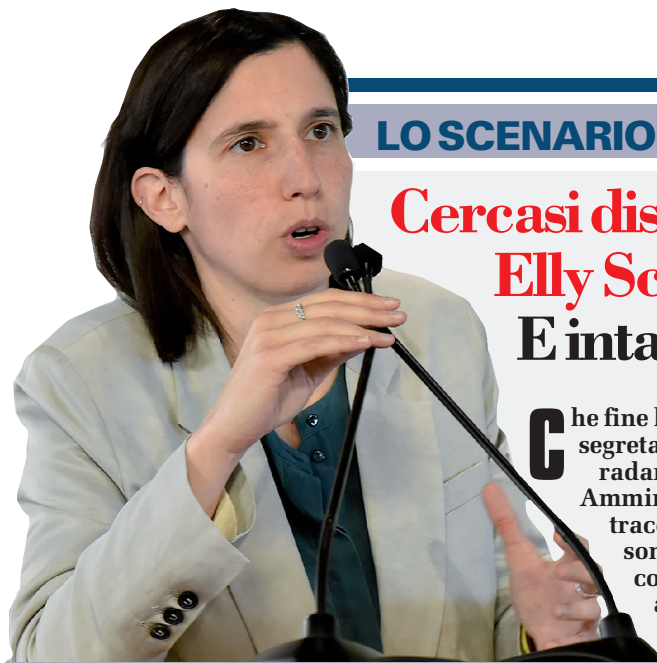 LO SCENARIO
Cercasi dis
Elly Sc
E inta
Che fine
segreta
radar
Ammin
trac
son
co